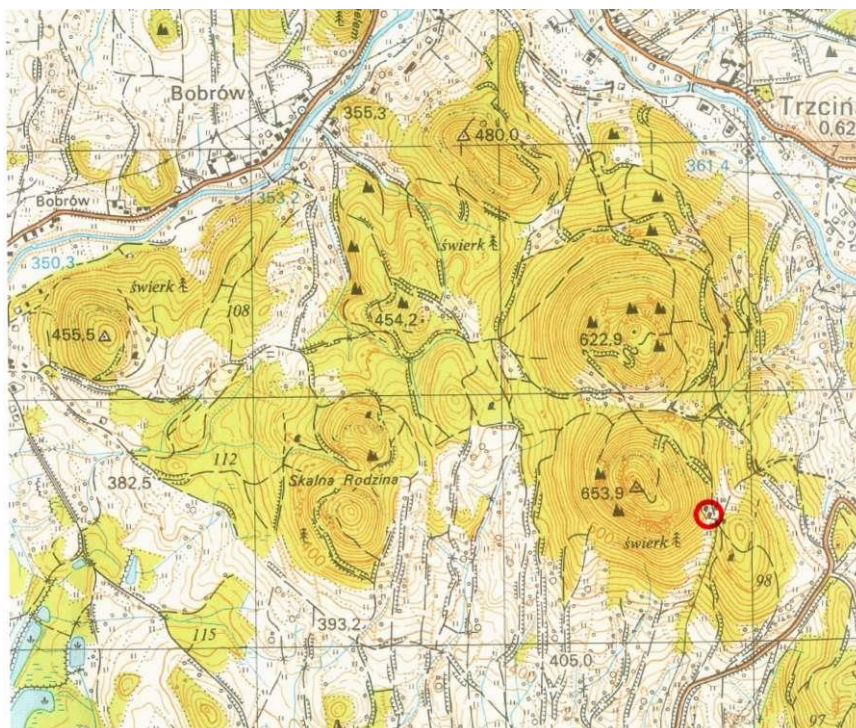 Bobrów
355,3
480,0
Trzcin
0.62
361.4
Bobrów
353,2
350,3
świerk
świerk
108
454,2
455,5
622,9
112
382,5
Skalna Rodzina
653,9
400
świerk
98
115
393,2
405,0